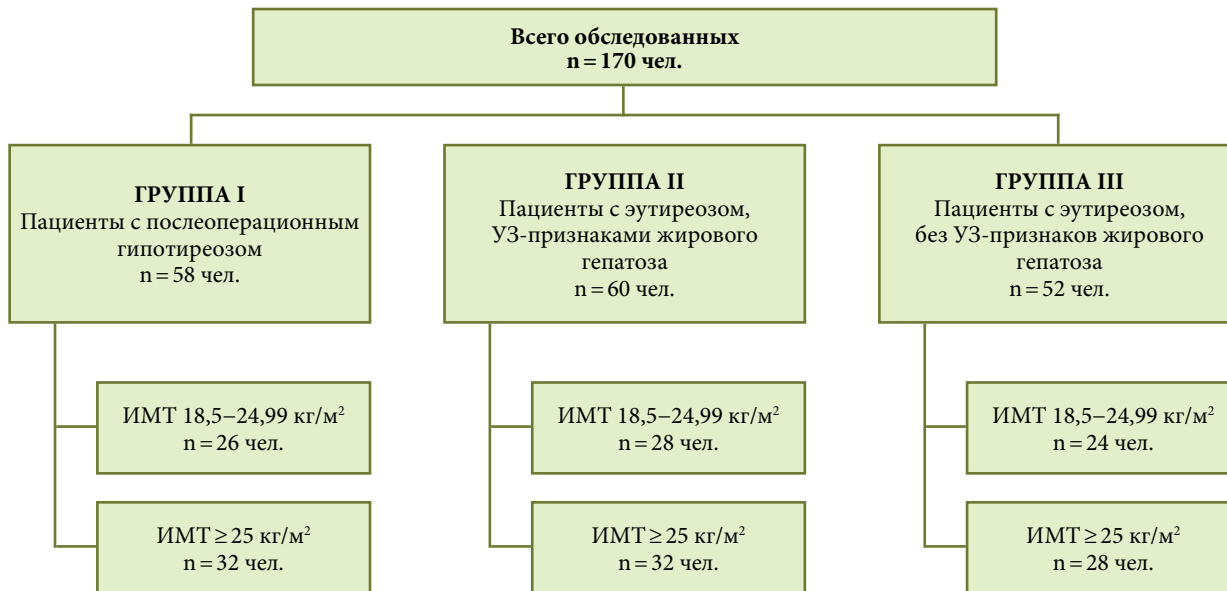 Всего обследованных
n = 170 чел.
ГРУППА I
Пациенты с послеоперационным
гипотиреозом
n = 58 чел.
ГРУППА II
Пациенты с эутиреозом,
УЗ-признаками жирового
гепатоза
n = 60 чел.
ГРУППА III
Пациенты с эутиреозом,
без УЗ-признаков жирового
гепатоза
n = 52 чел.
ИМТ 18,5–24,99 кг/м²
n = 26 чел.
ИМТ 18,5–24,99 кг/м²
n = 28 чел.
ИМТ 18,5–24,99 кг/м²
n = 24 чел.
ИМТ ≥ 25 кг/м²
n = 32 чел.
ИМТ ≥ 25 кг/м²
n = 32 чел.
ИМТ ≥ 25 кг/м²
n = 28 чел.